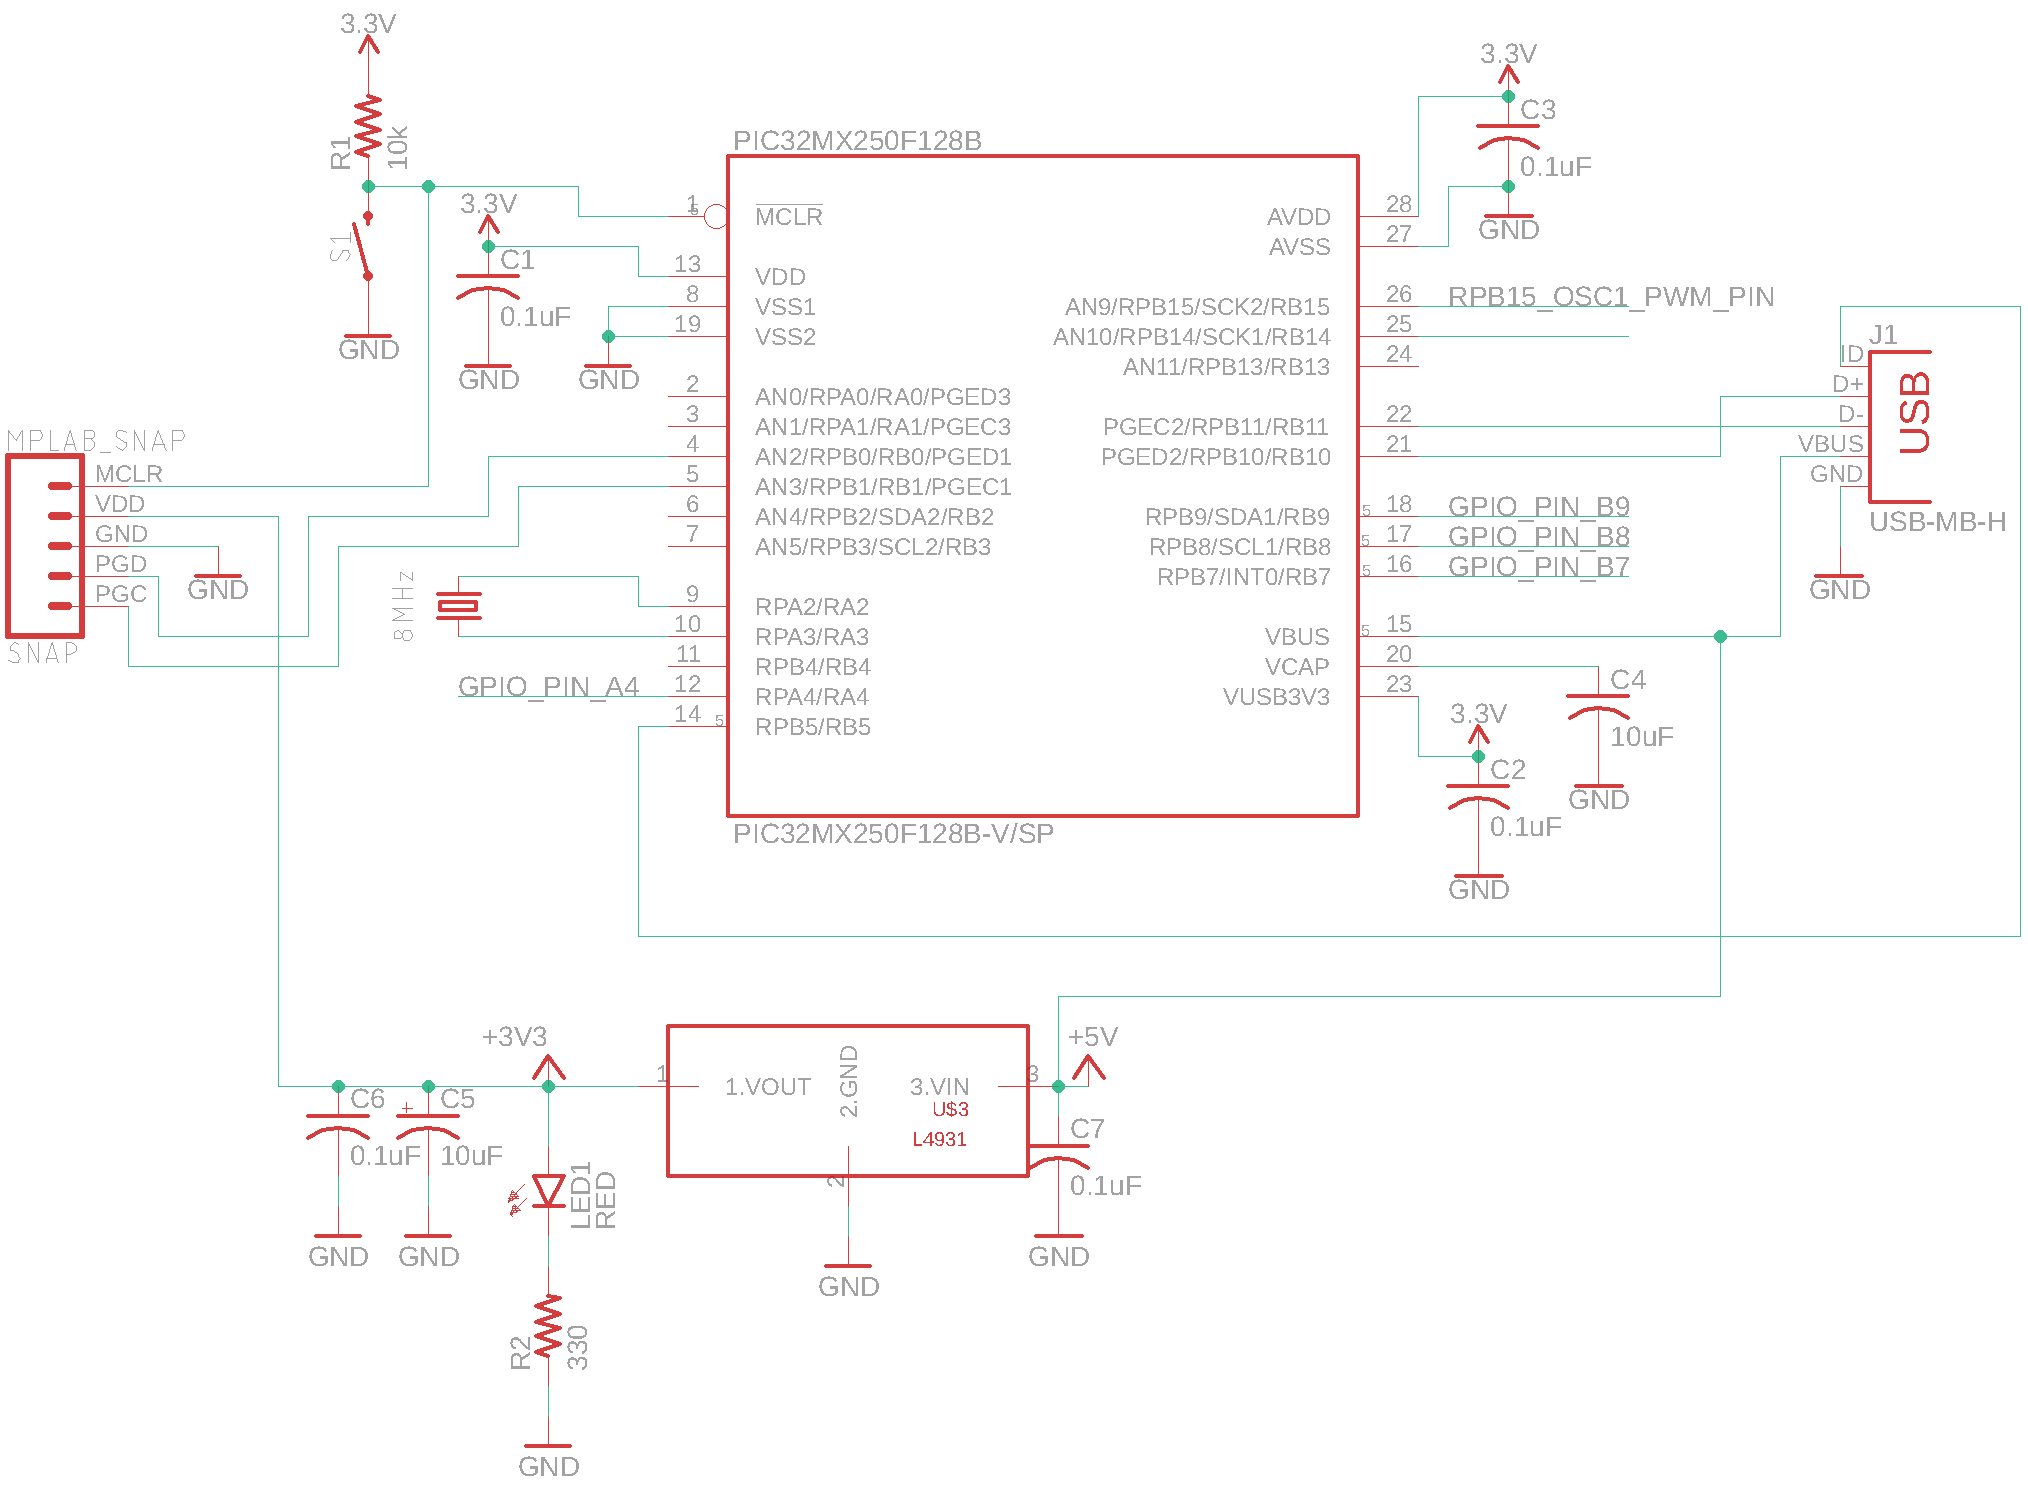 3.3V
R1
10k
S1
GND
3.3V
C1
0.1uF
GND
GND
MPLAB_SNAP
MCLR
VDD
GND
PGD
PGC
SNAP
GND
8MHz
GPIO_PIN_A4
PIC32MX250F128B
1
5
MCLR
13
VDD
8
VSS1
19
VSS2
2
AN0/RPA0/RA0/PGED3
3
AN1/RPA1/RA1/PGEC3
4
AN2/RPB0/RB0/PGED1
5
AN3/RPB1/RB1/PGEC1
6
AN4/RPB2/SDA2/RB2
7
AN5/RPB3/SCL2/RB3
9
RPA2/RA2
10
RPA3/RA3
11
RPB4/RB4
12
RPA4/RA4
14
5
RPB5/RB5
AVDD
28
AVSS
27
AN9/RPB15/SCK2/RB15
26
RPB15_OSC1_PWM_PIN
AN10/RPB14/SCK1/RB14
25
AN11/RPB13/RB13
24
PGEC2/RPB11/RB11
22
PGED2/RPB10/RB10
21
RPB9/SDA1/RB9
5
18
GPIO_PIN_B9
RPB8/SCL1/RB8
5
17
GPIO_PIN_B8
RPB7/INT0/RB7
5
16
GPIO_PIN_B7
VBUS
5
15
VCAP
20
VUSB3V3
23
PIC32MX250F128B-V/SP
3.3V
C3
0.1uF
GND
J1
ID
D+
D-
VBUS
GND
USB
USB-MB-H
GND
C4
10uF
GND
3.3V
C2
0.1uF
GND
+3V3
C6
0.1uF
GND
C5
+
10uF
GND
LED1
RED
R2
330
GND
1
1.VOUT
2.GND
2
3.VIN
3
U$3
L4931
GND
+5V
C7
0.1uF
GND